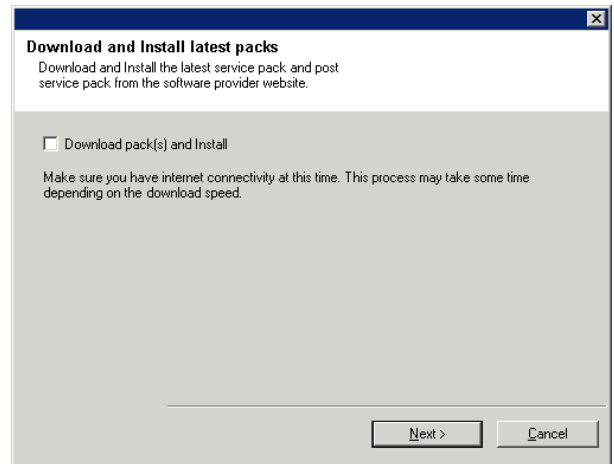 Download and Install latest packs
Download and Install the latest service pack and post
service pack from the software provider website.
Download pack(s) and Install
Make sure you have internet connectivity at this time. This process may take some time
depending on the download speed.
Next >
Cancel